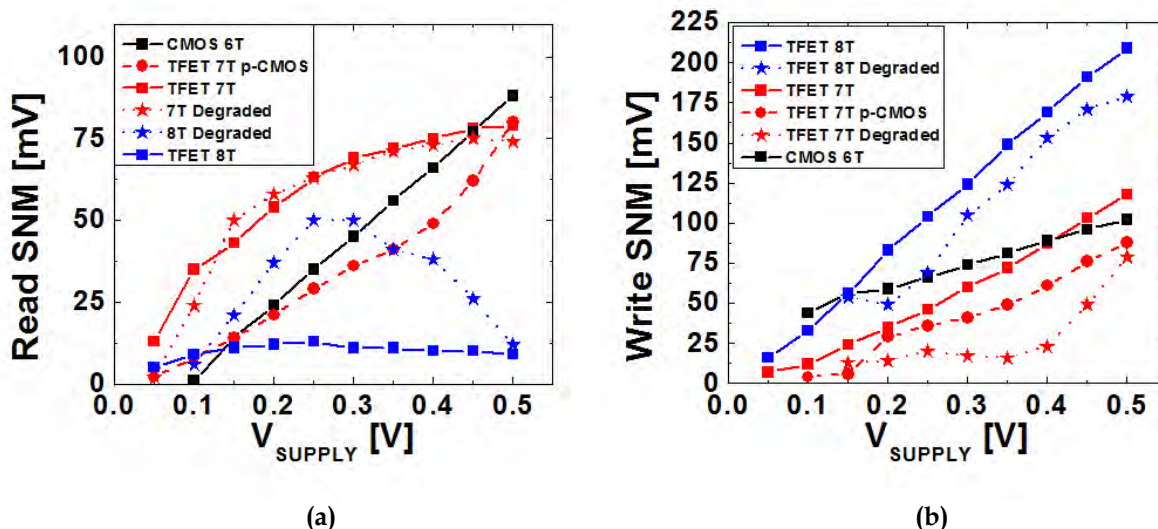 Read SNM [mV]
100
75
50
25
0
CMOS 6T
TFET 7T p-CMOS
TFET 7T
7T Degraded
8T Degraded
TFET 8T
0.0 0.1 0.2 0.3 0.4 0.5
VSUPPLY [V]
(a)
Write SNM [mV]
225
200
175
150
125
100
75
50
25
0
TFET 8T
TFET 8T Degraded
TFET 7T
TFET 7T p-CMOS
TFET 7T Degraded
CMOS 6T
0.0 0.1 0.2 0.3 0.4 0.5
VSUPPLY [V]
(b)